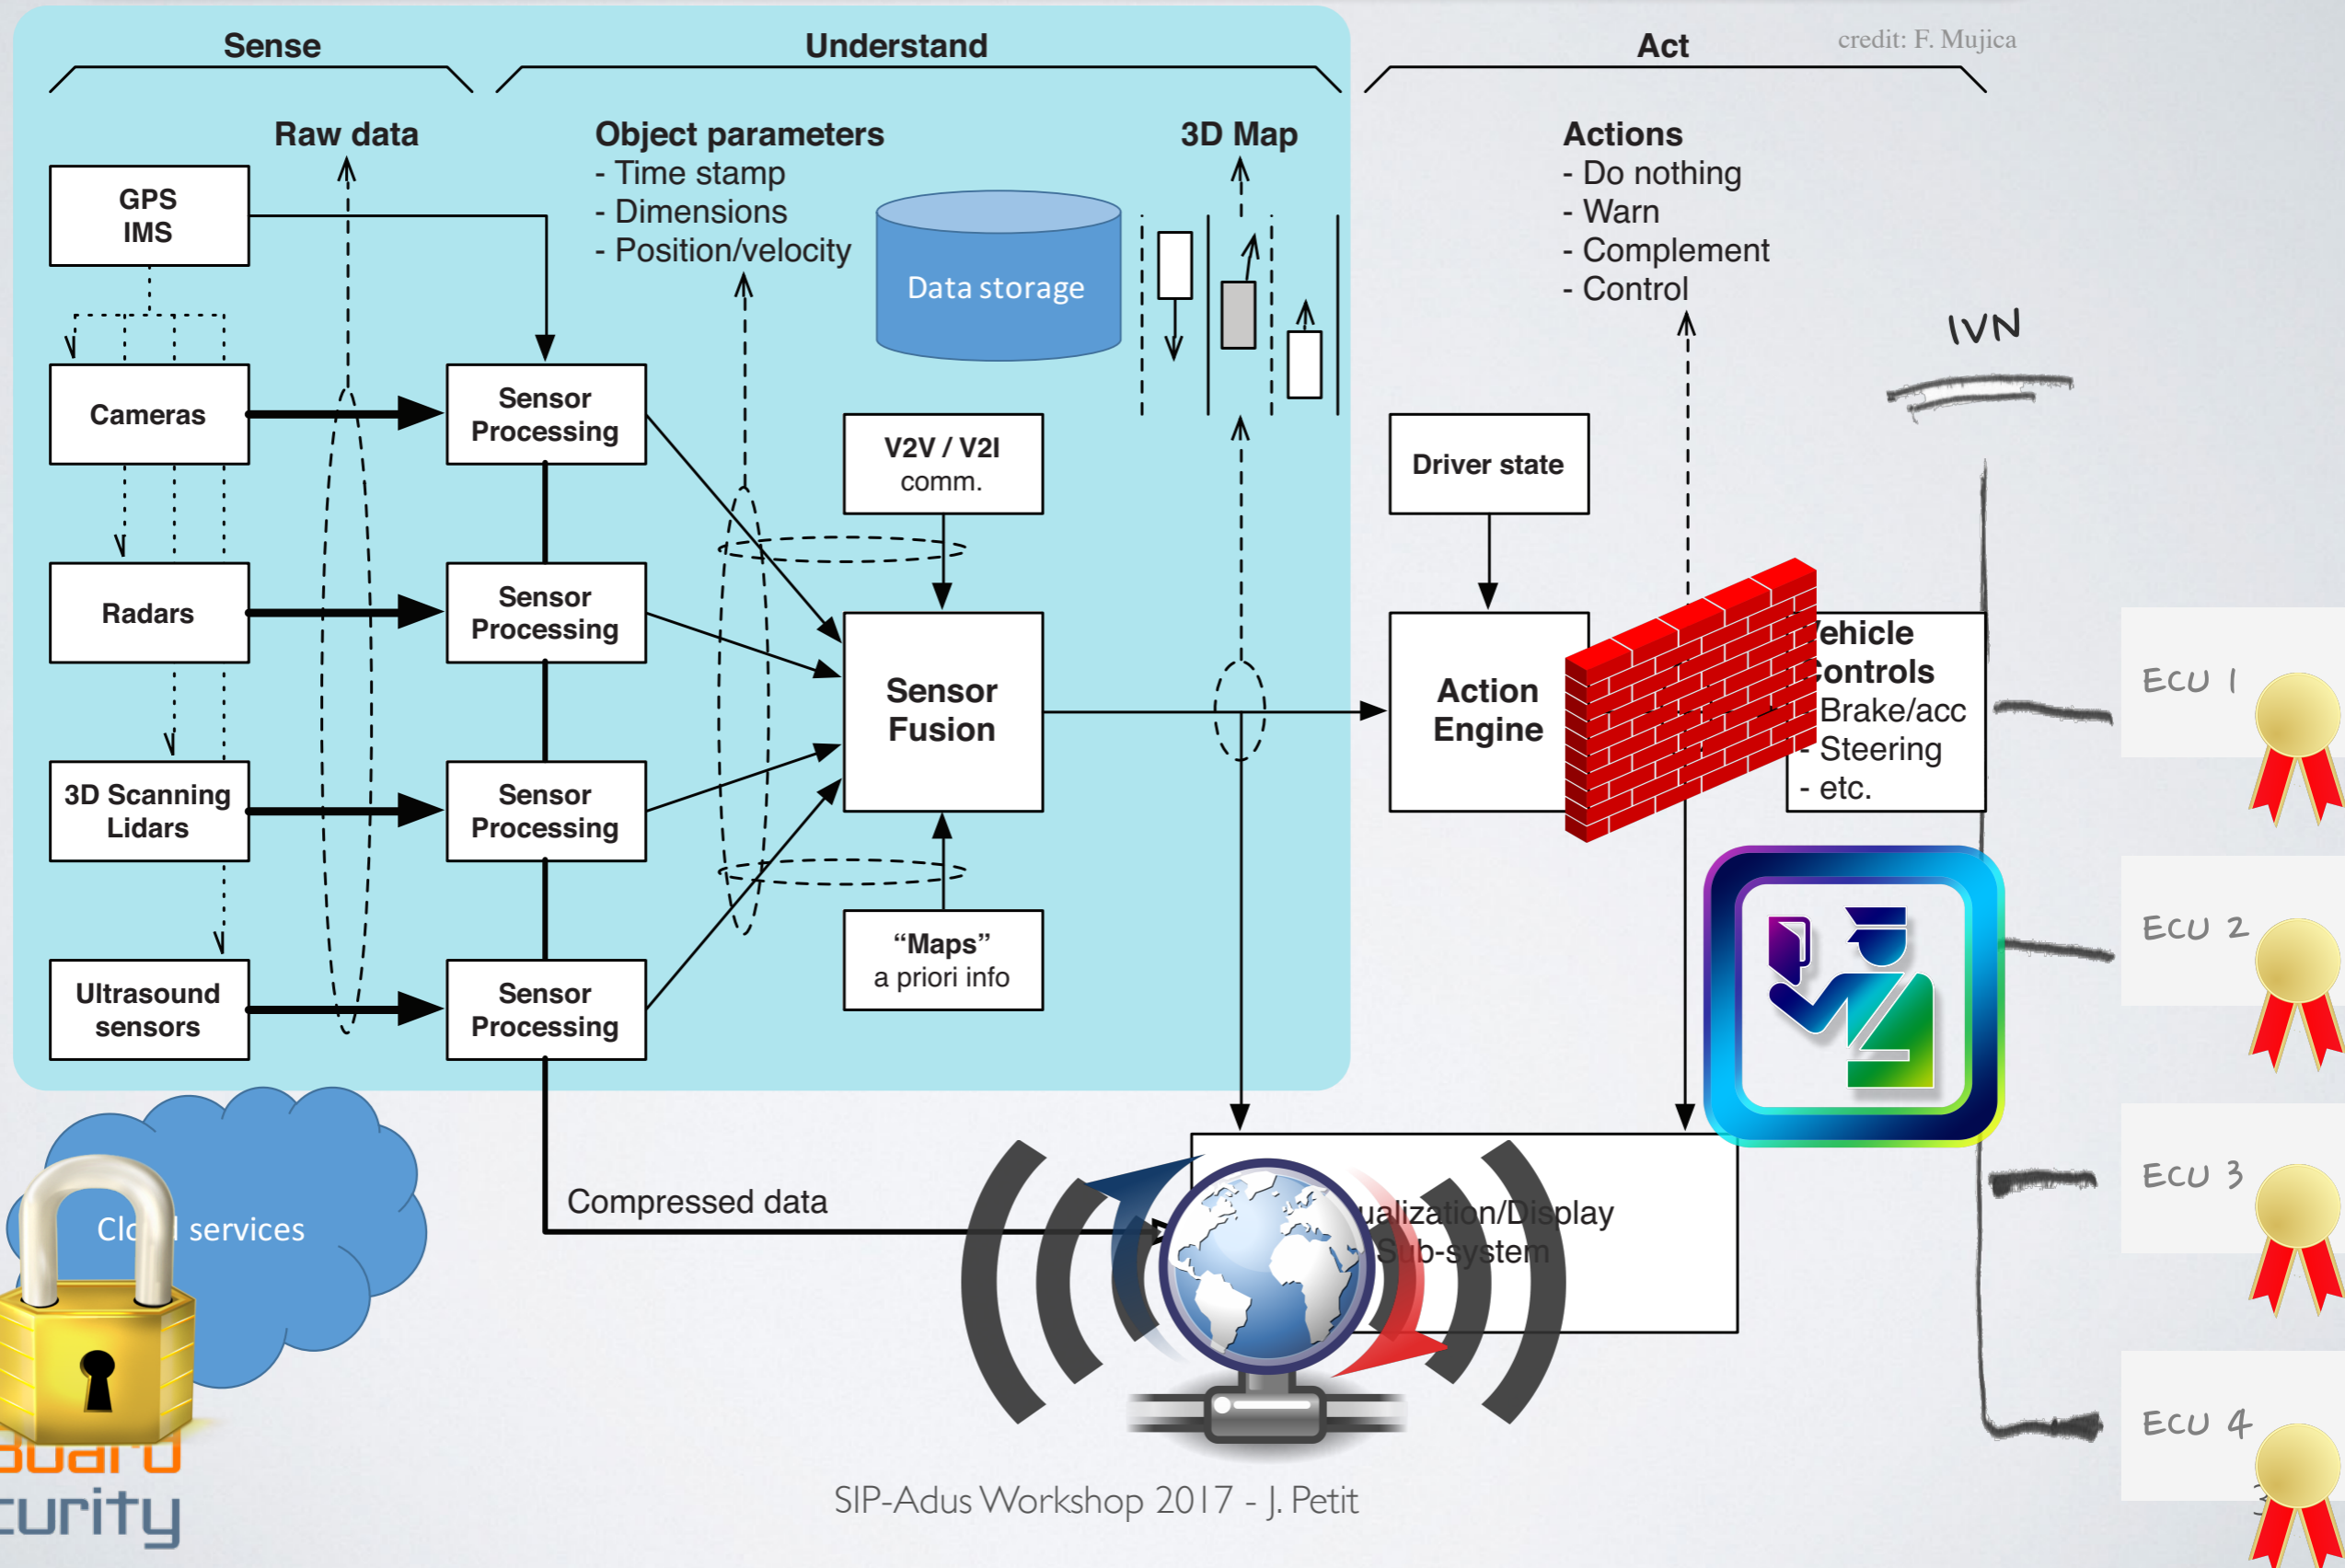 Sense
Understand
Act
credit: F. Mujica
Raw data
Object parameters
- Time stamp
- Dimensions
- Position/velocity
3D Map
Actions
- Do nothing
- Warn
- Complement
- Control
GPS
IMS
Data storage
IVN
Cameras
Sensor
Processing
V2V / V2I
comm.
Driver state
Radars
Sensor
Processing
Sensor
Fusion
Action
Engine
ehicle
ontrols
Brake/acc
- Steering
- etc.
ECU 1
3D Scanning
Lidars
Sensor
Processing
"Maps"
a priori info
ECU 2
Ultrasound
sensors
Sensor
Processing
Compressed data
ualization/Display
Sub-system
ECU 3
services
ECU 4
curity
SIP-Adus Workshop 2017 - J. Petit